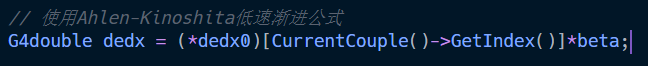 // 使用Ahlen-Kinoshita低速渐进公式
G4double dedx = (*dedx0)[CurrentCouple()->GetIndex()]*beta;